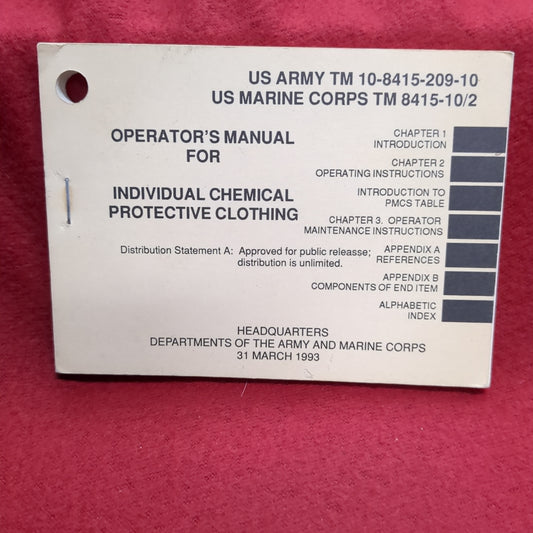 US ARMY TM 10-8415-209-10
US MARINE CORPS TM 8415-10/2
OPERATOR'S MANUAL
FOR
INDIVIDUAL CHEMICAL
PROTECTIVE CLOTHING
Distribution Statement A: Approved for public releasse;
distribution is unlimited.
CHAPTER 1
INTRODUCTION
CHAPTER 2
OPERATING INSTRUCTIONS
INTRODUCTION TO
PMCS TABLE
CHAPTER 3. OPERATOR
MAINTENANCE INSTRUCTIONS
APPENDIX A
REFERENCES
APPENDIX B
COMPONENTS OF END ITEM
ALPHABETIC
INDEX
HEADQUARTERS
DEPARTMENTS OF THE ARMY AND MARINE CORPS
31 MARCH 1993